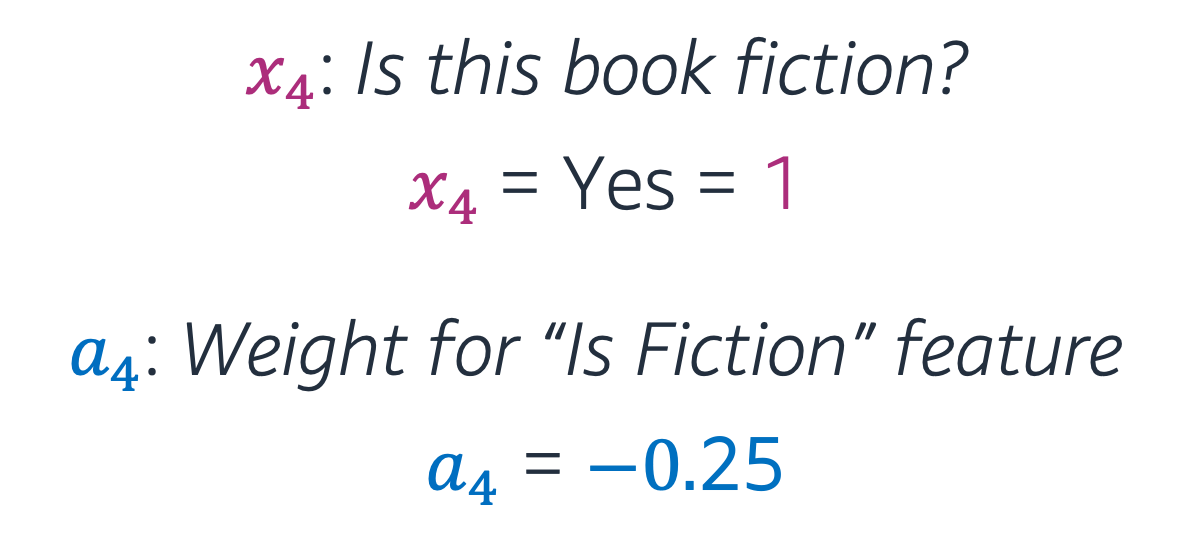 x₄: Is this book fiction?
x₄ = Yes = 1
a₄: Weight for “Is Fiction” feature
a₄ = −0.25